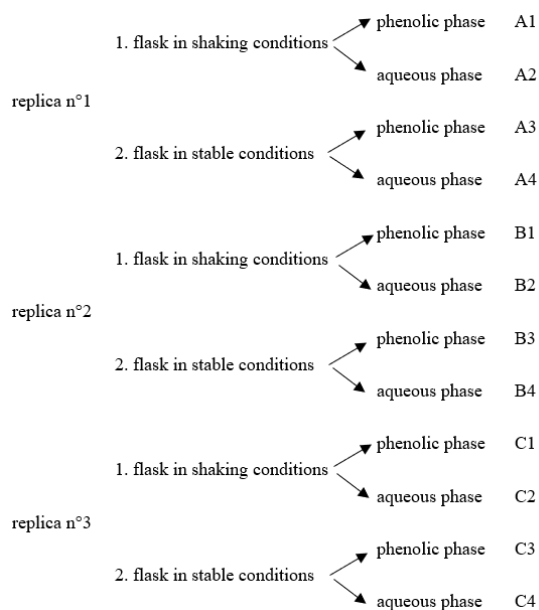 phenolic phase A1
1. flask in shaking conditions
aqueous phase A2
replica n°1
phenolic phase A3
2. flask in stable conditions
aqueous phase A4
phenolic phase B1
1. flask in shaking conditions
aqueous phase B2
replica n°2
phenolic phase B3
2. flask in stable conditions
aqueous phase B4
phenolic phase C1
1. flask in shaking conditions
aqueous phase C2
replica n°3
phenolic phase C3
2. flask in stable conditions
aqueous phase C4